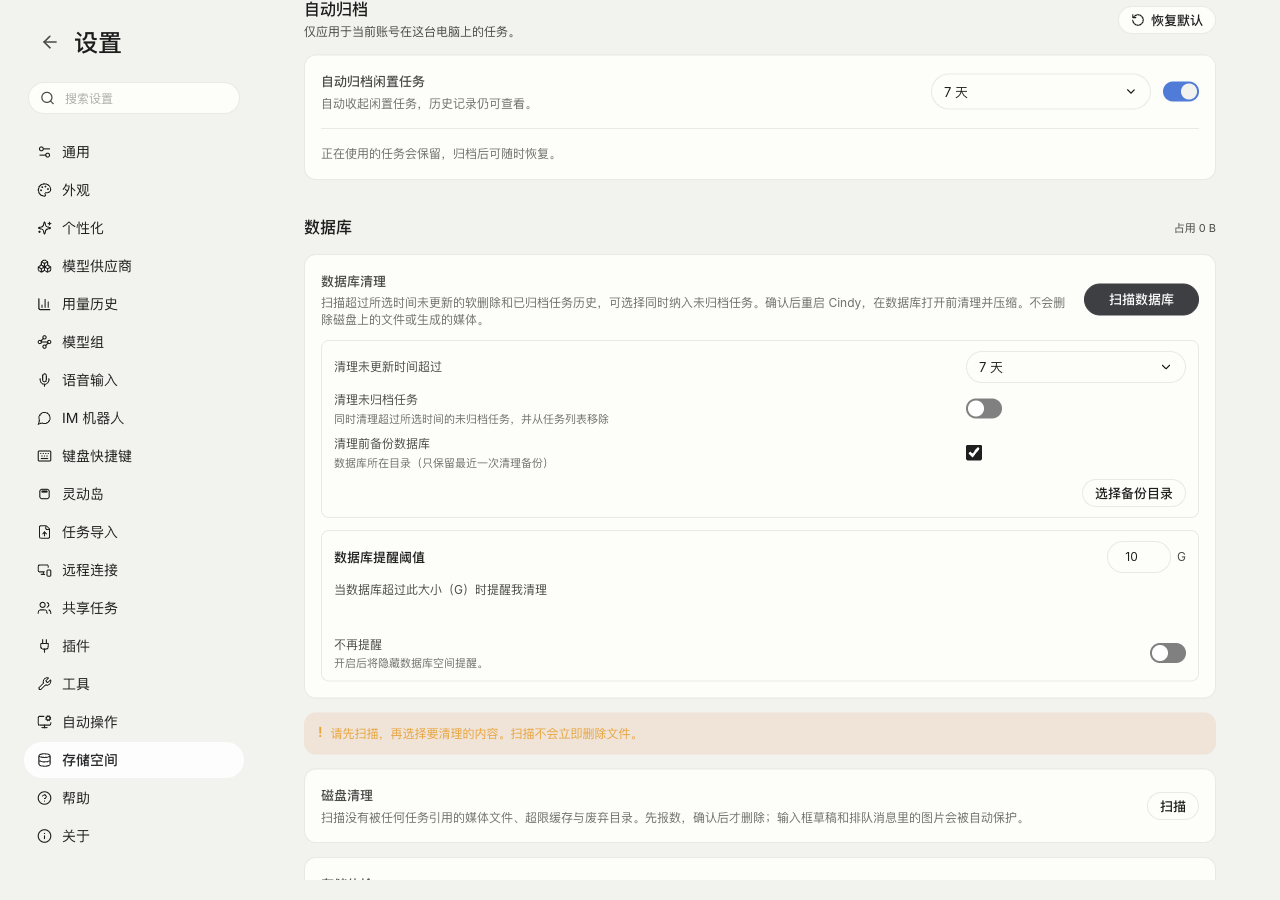 设置
搜索设置
通用
外观
个性化
模型供应商
用量历史
模型组
语音输入
IM 机器人
键盘快捷键
灵动岛
任务导入
远程连接
共享任务
插件
工具
自动操作
存储空间
帮助
关于
自动归档
仅应用于当前账号在这台电脑上的任务。
恢复默认
自动归档闲置任务
自动收起闲置任务，历史记录仍可查看。
7 天
正在使用的任务会保留，归档后可随时恢复。
数据库
占用 0 B
数据库清理
扫描超过所选时间未更新的软删除和已归档任务历史，可选择同时纳入未归档任务。确认后重启 Cindy，在数据库打开前清理并压缩。不会删
除磁盘上的文件或生成的媒体。
扫描数据库
清理未更新时间超过
7 天
清理未归档任务
同时清理超过所选时间的未归档任务，并从任务列表移除
清理前备份数据库
数据库所在目录（只保留最近一次清理备份）
选择备份目录
数据库提醒阈值
10 G
当数据库超过此大小（G）时提醒我清理
不再提醒
开启后将隐藏数据库空间提醒。
! 请先扫描，再选择要清理的内容。扫描不会立即删除文件。
磁盘清理
扫描没有被任何任务引用的媒体文件、超限缓存与废弃目录。先报数，确认后才删除；输入框草稿和排队消息里的图片会被自动保护。
扫描